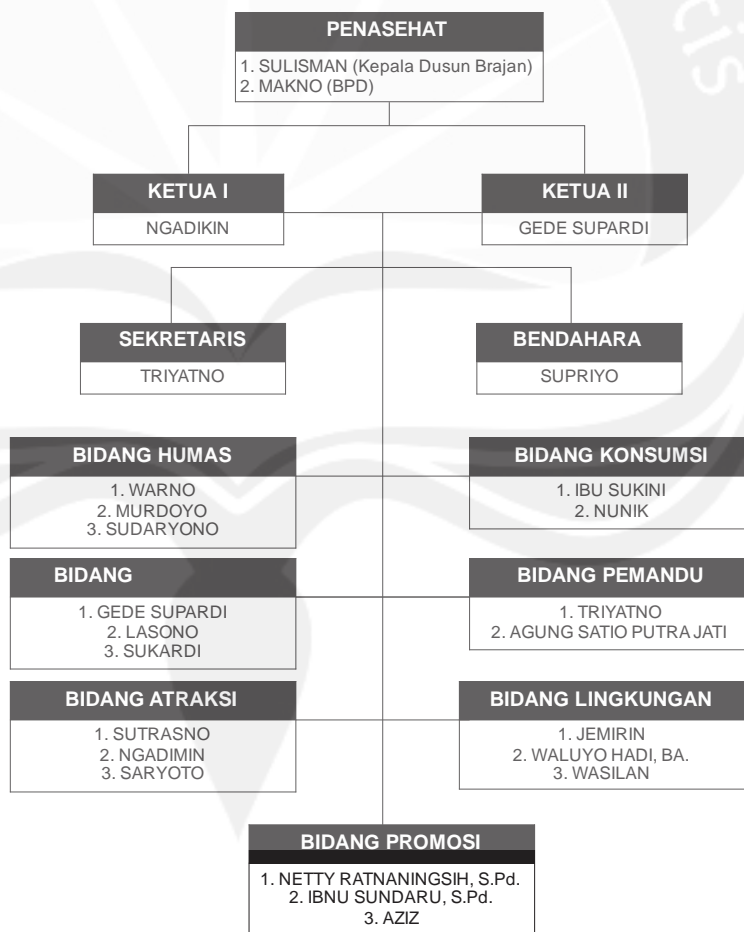 PENASEHAT
1. SULISMAN (Kepala Dusun Brajan)
2. MAKNO (BPD)
KETUA I
NGADIKIN
KETUA II
GEDE SUPARDI
SEKRETARIS
TRIYATNO
BENDAHARA
SUPRIYO
BIDANG HUMAS
1. WARNO
2. MURDOYO
3. SUDARYONO
BIDANG KONSUMSI
1. IBU SUKINI
2. NUNIK
BIDANG
1. GEDE SUPARDI
2. LASONO
3. SUKARDI
BIDANG PEMANDU
1. TRIYATNO
2. AGUNG SATIO PUTRA JATI
BIDANG ATRAKSI
1. SUTRASNO
2. NGADIMIN
3. SARYOTO
BIDANG LINGKUNGAN
1. JEMIRIN
2. WALUYO HADI, BA.
3. WASILAN
BIDANG PROMOSI
1. NETTY RATNANINGSIH, S.Pd.
2. IBNU SUNDARU, S.Pd.
3. AZIZ